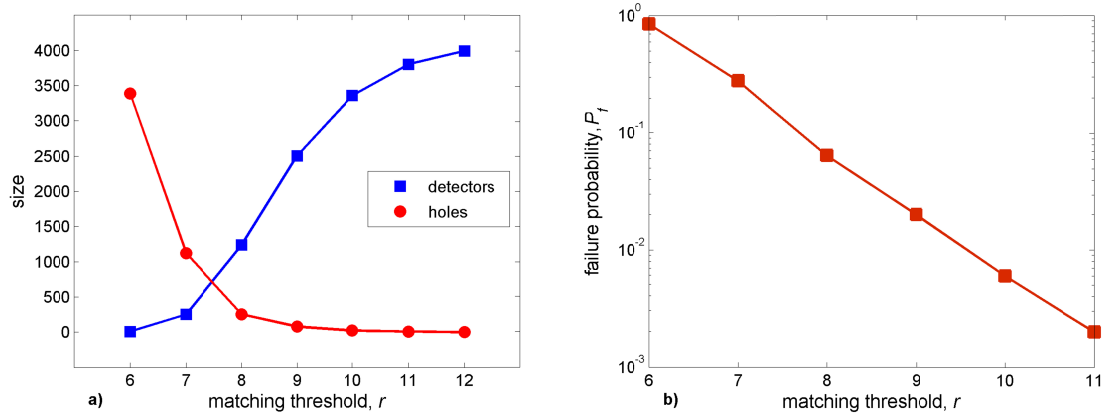 4000
3500
3000
2500
2000
1500
1000
500
0
size
detectors
holes
6 7 8 9 10 11 12
a) matching threshold, r
10^0
10^-1
10^-2
10^-3
failure probability, P_f
6 7 8 9 10 11
b) matching threshold, r